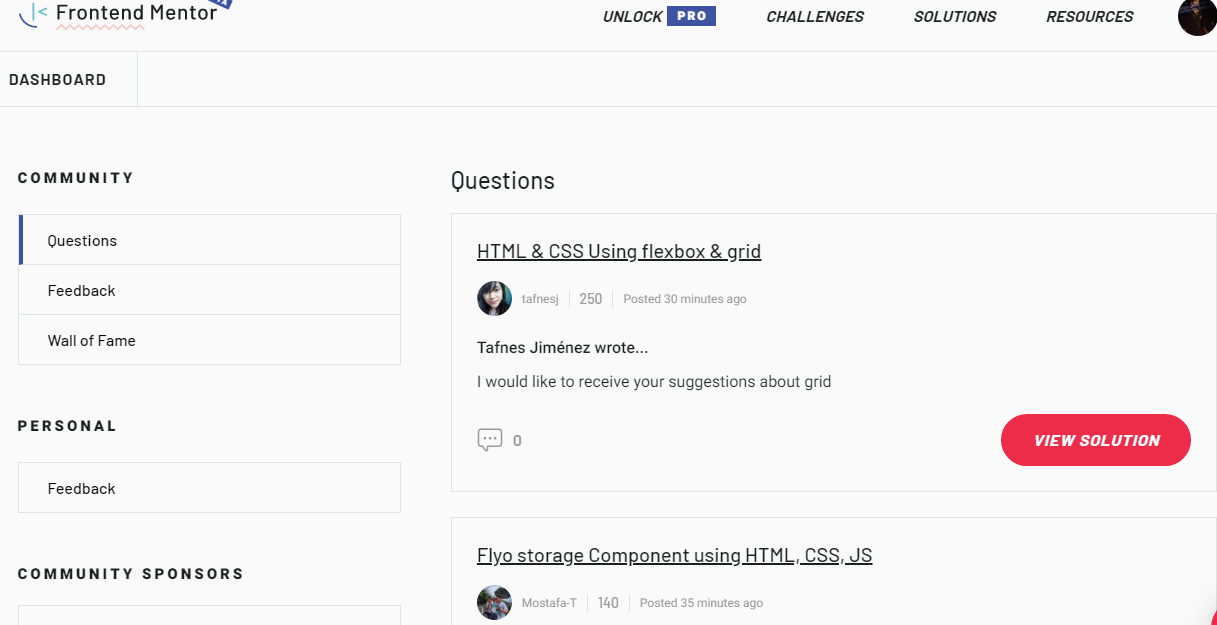 Frontend Mentor
UNLOCK PRO CHALLENGES SOLUTIONS RESOURCES
DASHBOARD
COMMUNITY
Questions
Feedback
Wall of Fame
PERSONAL
Feedback
COMMUNITY SPONSORS
Questions
HTML & CSS Using flexbox & grid
tafnesj 250 Posted 30 minutes ago
Tafnes Jiménez wrote...
I would like to receive your suggestions about grid
0 VIEW SOLUTION
Flyo storage Component using HTML, CSS, JS
Mostafa-T 140 Posted 35 minutes ago